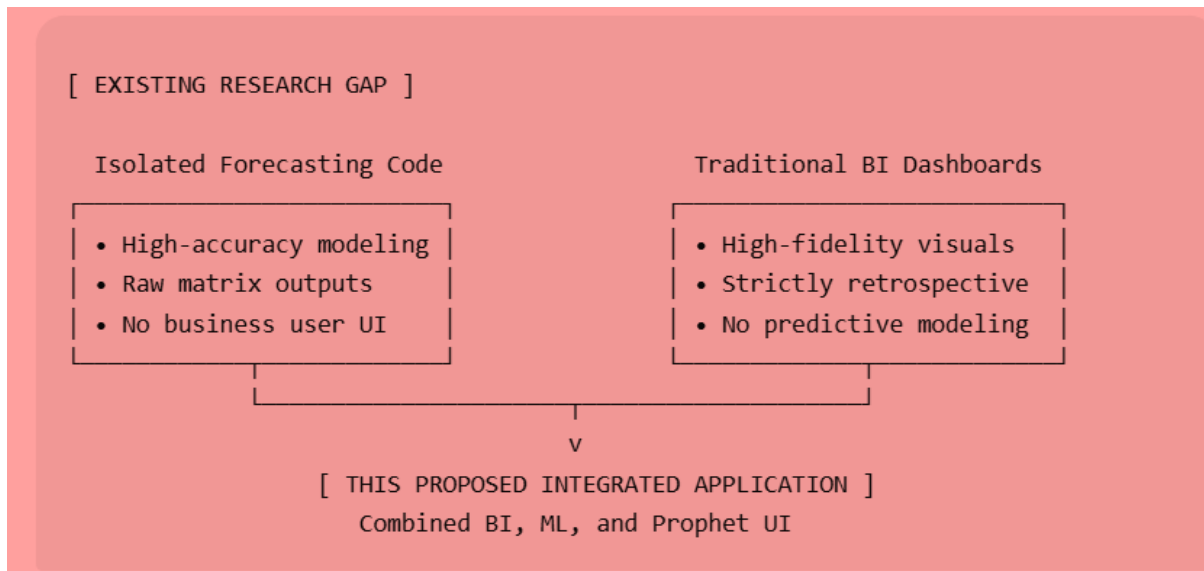 [ EXISTING RESEARCH GAP ]
Isolated Forecasting Code
• High-accuracy modeling
• Raw matrix outputs
• No business user UI
Traditional BI Dashboards
• High-fidelity visuals
• Strictly retrospective
• No predictive modeling
v
[ THIS PROPOSED INTEGRATED APPLICATION ]
Combined BI, ML, and Prophet UI